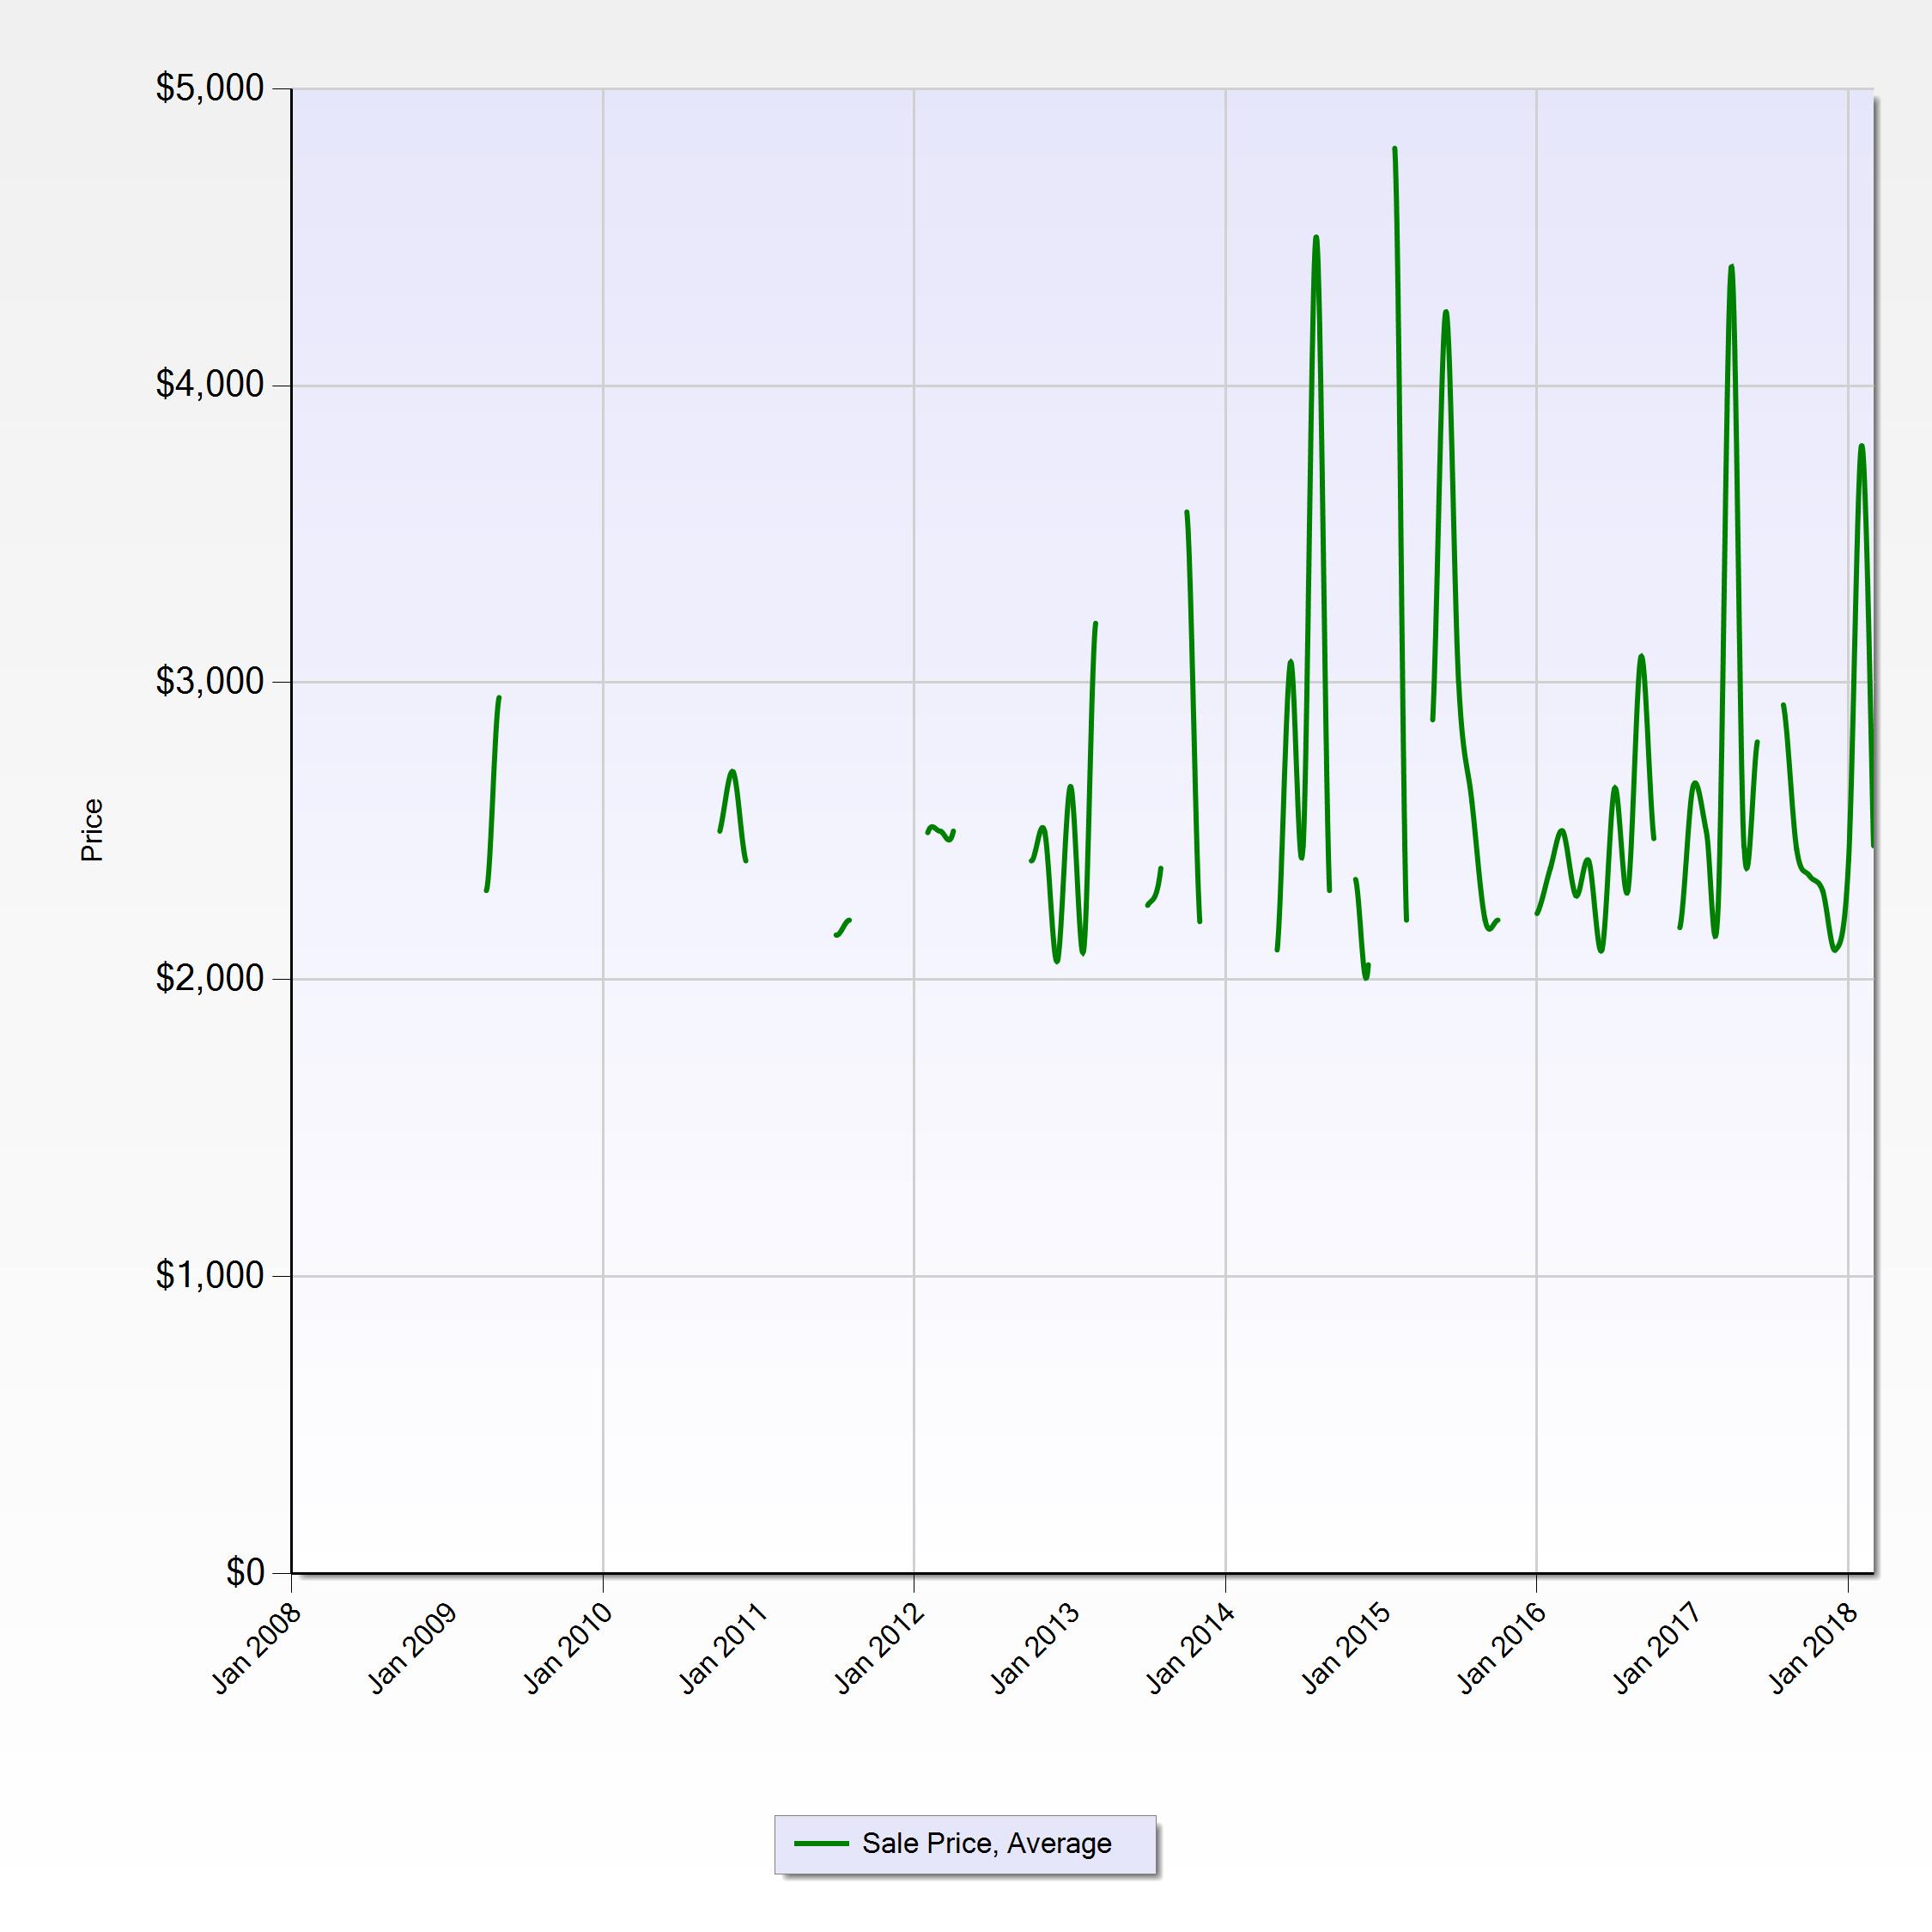 $5,000
$4,000
$3,000
$2,000
$1,000
$0
Price
Jan 2008
Jan 2009
Jan 2010
Jan 2011
Jan 2012
Jan 2013
Jan 2014
Jan 2015
Jan 2016
Jan 2017
Jan 2018
Sale Price, Average